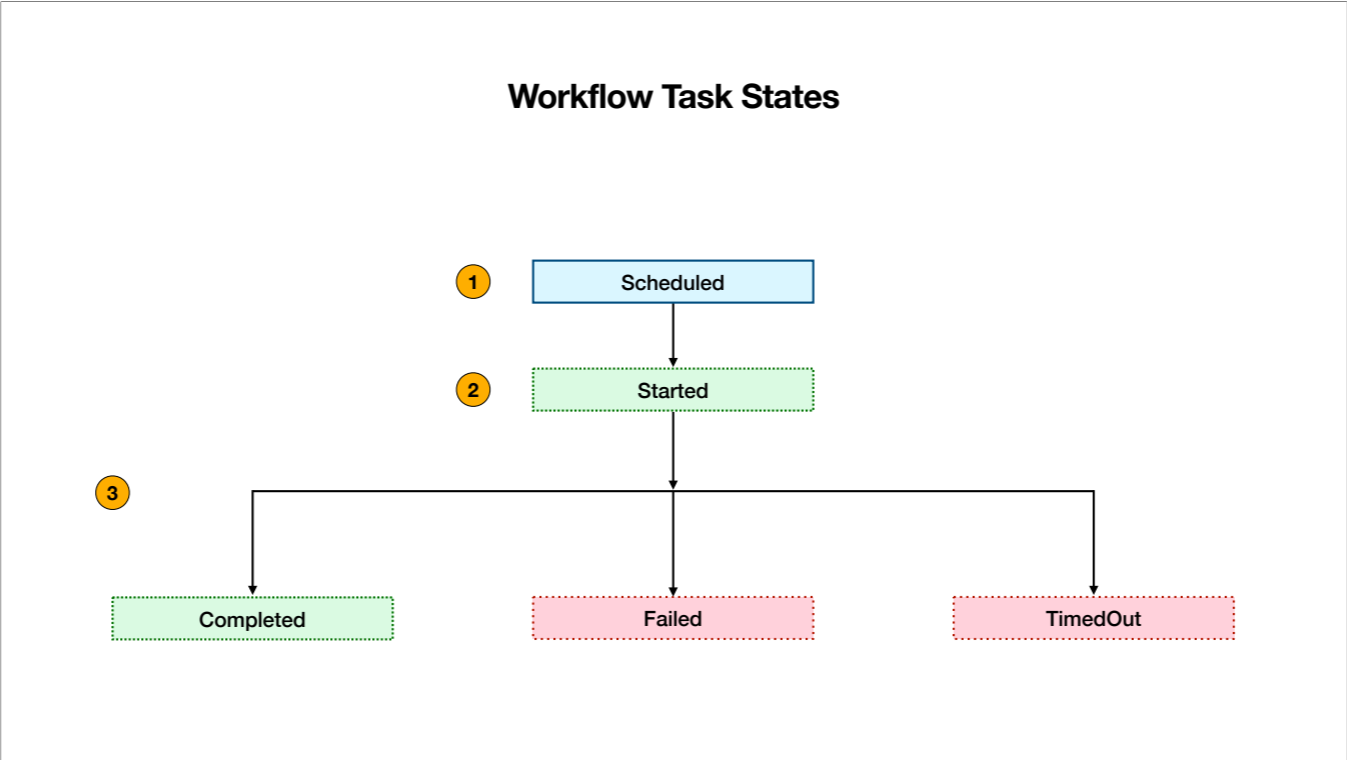 Workflow Task States
1
Scheduled
2
Started
3
Completed
Failed
TimedOut